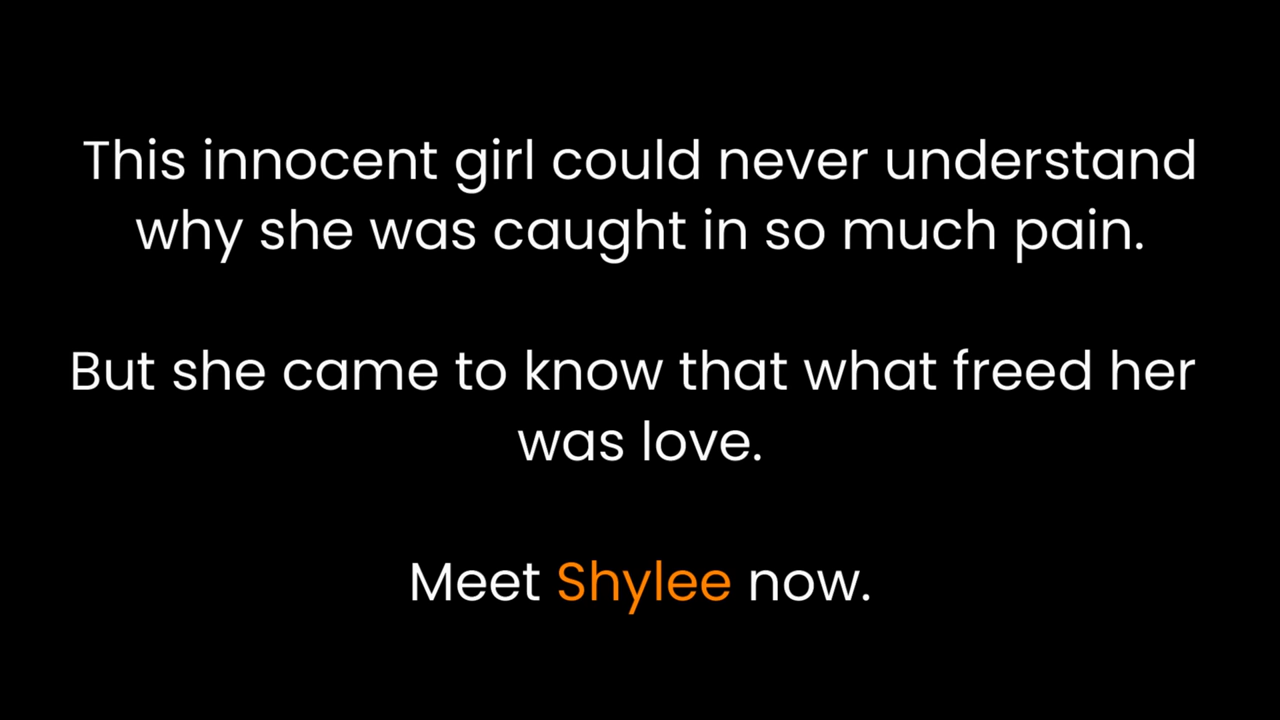 This innocent girl could never understand
why she was caught in so much pain.
But she came to know that what freed her
was love.
Meet Shylee now.